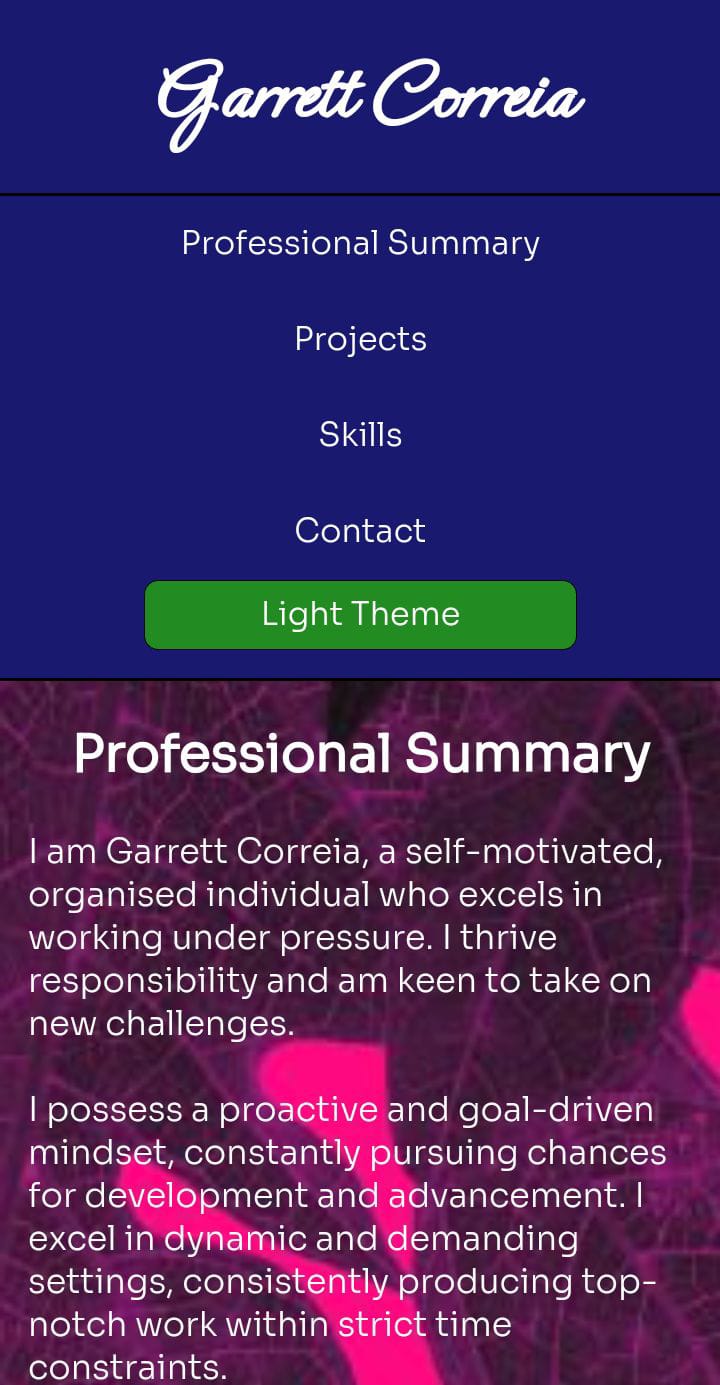 Garrett Correia
Professional Summary
Projects
Skills
Contact
Light Theme
Professional Summary
I am Garrett Correia, a self-motivated,
organised individual who excels in
working under pressure. I thrive
responsibility and am keen to take on
new challenges.
I possess a proactive and goal-driven
mindset, constantly pursuing chances
for development and advancement. I
excel in dynamic and demanding
settings, consistently producing top-
notch work within strict time
constraints.